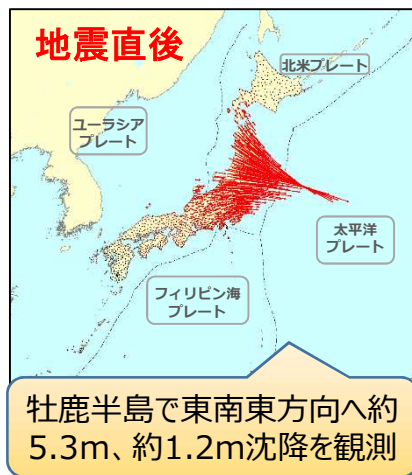 地震直後
北米プレート
ユーラシア
プレート
太平洋
プレート
フィリピン海
プレート
牡鹿半島で東南東方向へ約
5.3m、約1.2m沈降を観測